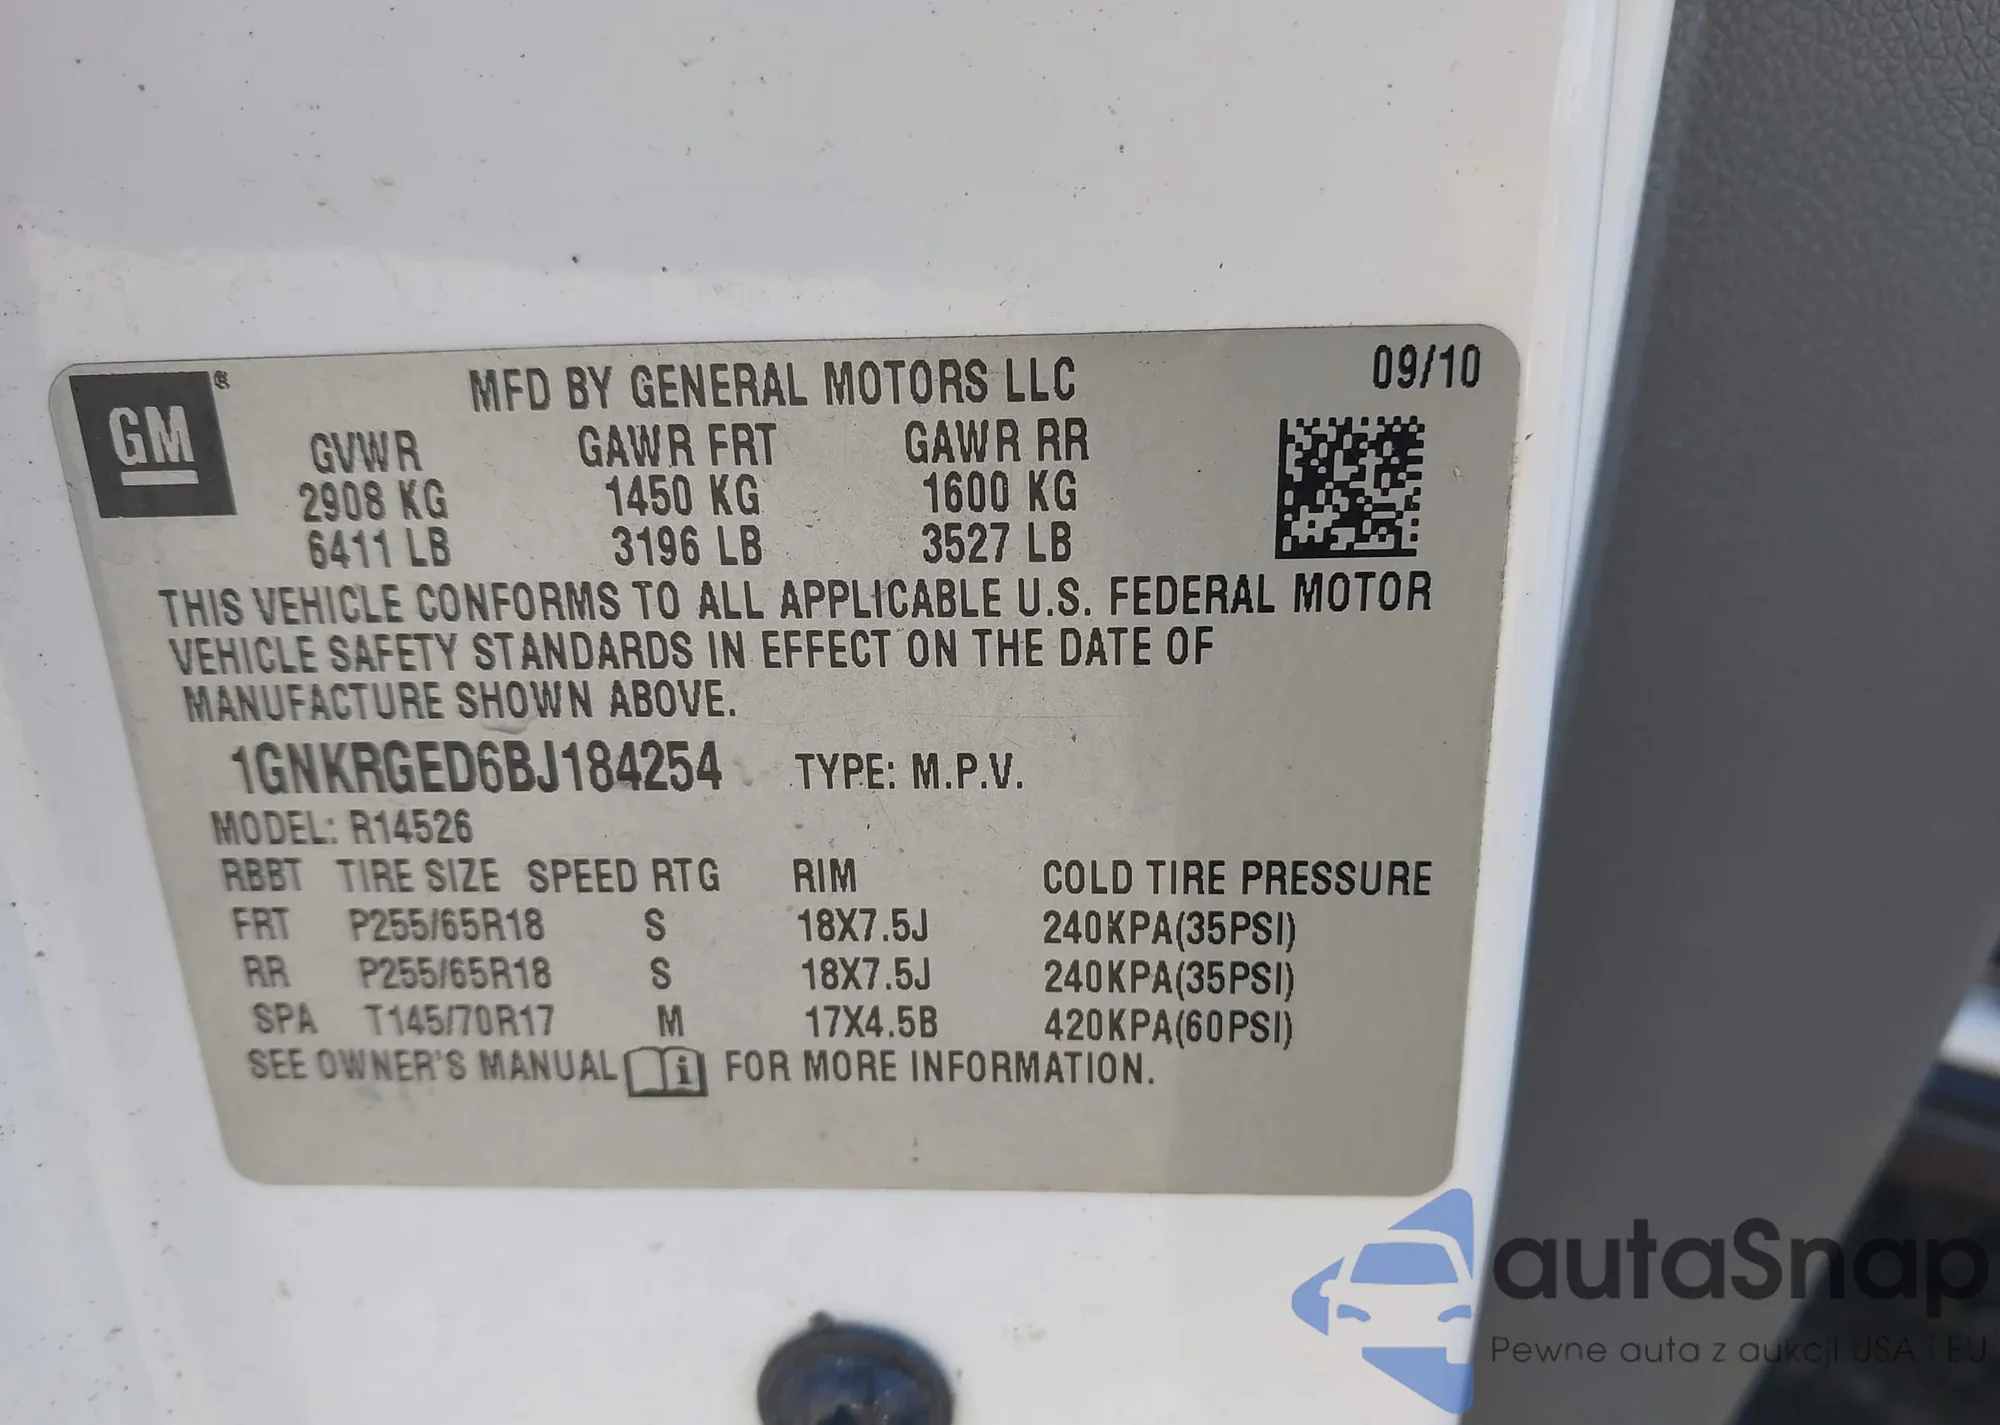 GM®
MFD BY GENERAL MOTORS LLC 09/10
GVWR GAWR FRT GAWR RR
2908 KG 1450 KG 1600 KG
6411 LB 3196 LB 3527 LB
THIS VEHICLE CONFORMS TO ALL APPLICABLE U.S. FEDERAL MOTOR
VEHICLE SAFETY STANDARDS IN EFFECT ON THE DATE OF
MANUFACTURE SHOWN ABOVE.
1GNKRGED6BJ184254 TYPE: M.P.V.
MODEL: R14526
RBBT TIRE SIZE SPEED RTG RIM COLD TIRE PRESSURE
FRT P255/65R18 S 18X7.5J 240KPA(35PSI)
RR P255/65R18 S 18X7.5J 240KPA(35PSI)
SPA T145/70R17 M 17X4.5B 420KPA(60PSI)
SEE OWNER'S MANUAL i FOR MORE INFORMATION.
autaSnap
Pewne auta z aukcji USA i EU